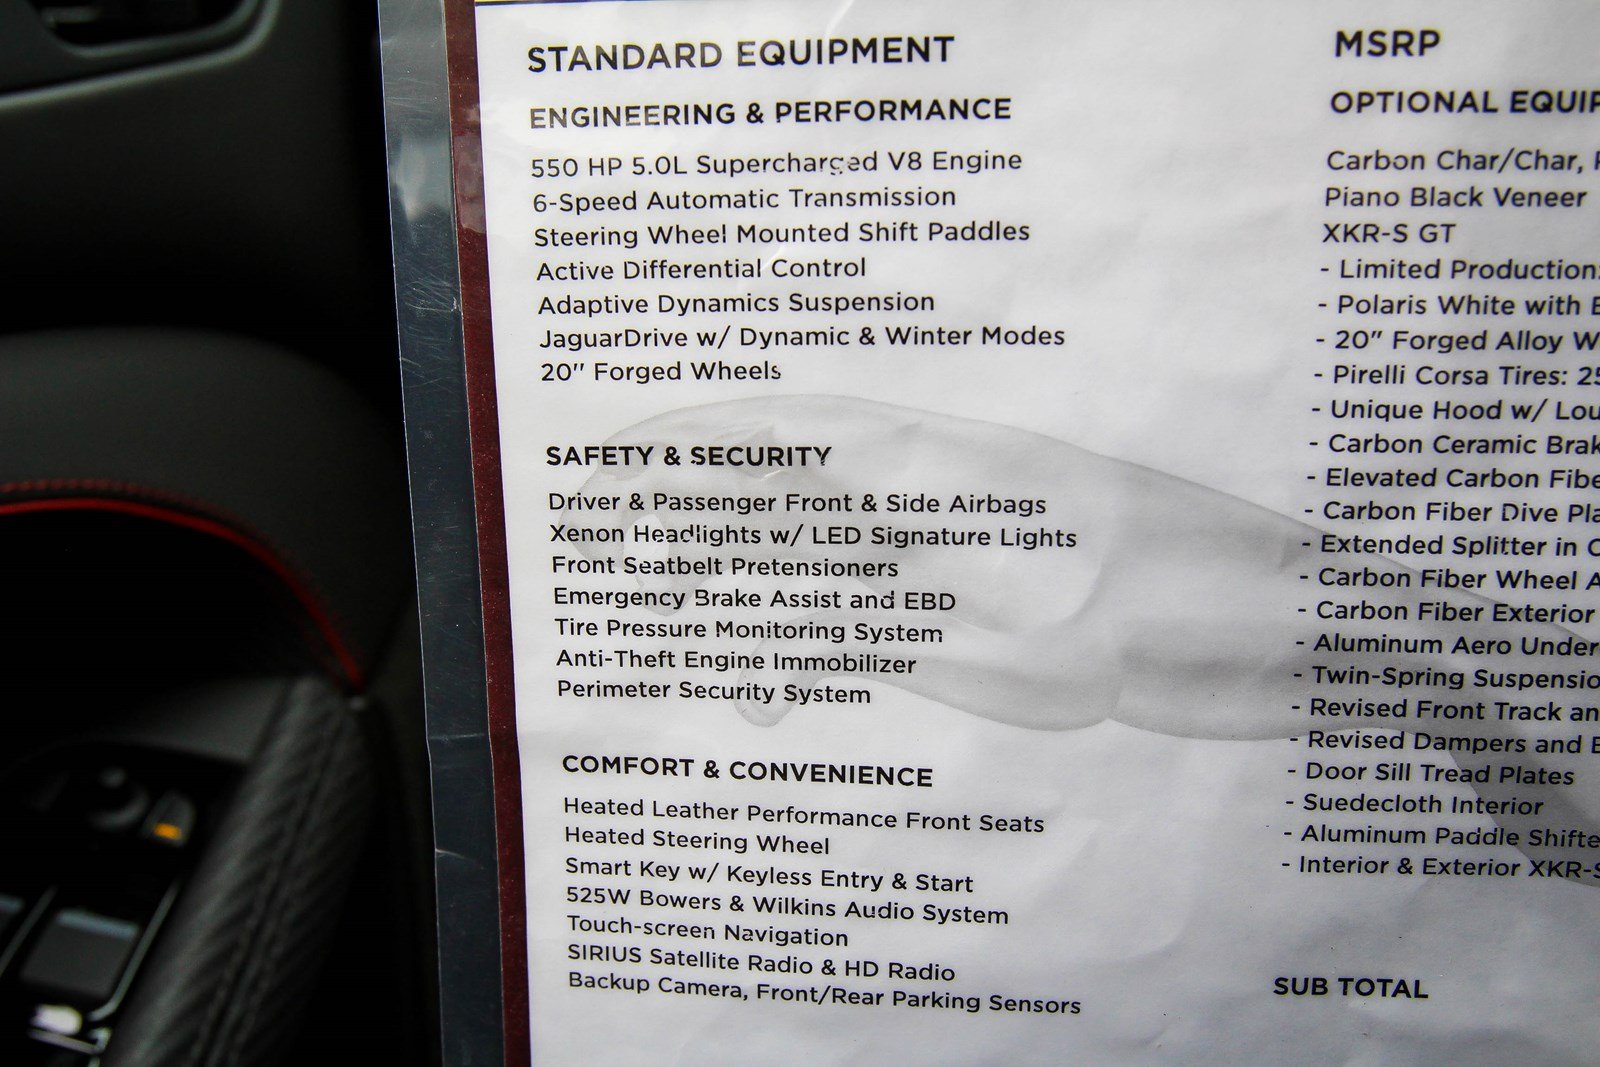 STANDARD EQUIPMENT
ENGINEERING & PERFORMANCE
550 HP 5.0L Supercharged V8 Engine
6-Speed Automatic Transmission
Steering Wheel Mounted Shift Paddles
Active Differential Control
Adaptive Dynamics Suspension
JaguarDrive w/ Dynamic & Winter Modes
20" Forged Wheels
SAFETY & SECURITY
Driver & Passenger Front & Side Airbags
Xenon Headlights w/ LED Signature Lights
Front Seatbelt Pretensioners
Emergency Brake Assist and EBD
Tire Pressure Monitoring System
Anti-Theft Engine Immobilizer
Perimeter Security System
COMFORT & CONVENIENCE
Heated Leather Performance Front Seats
Heated Steering Wheel
Smart Key w/ Keyless Entry & Start
525W Bowers & Wilkins Audio System
Touch-screen Navigation
SIRIUS Satellite Radio & HD Radio
Backup Camera, Front/Rear Parking Sensors
MSRP
OPTIONAL
Carbon Char/Char,
Piano Black Veneer
XKR-S GT
- Limited Production:
- Polaris White with
- 20" Forged Alloy
- Pirelli Corsa Tires:
- Unique Hood w/
- Carbon Ceramic
- Elevated Carbon
- Carbon Fiber Dive
- Extended Splitter in
- Carbon Fiber Wheel
- Carbon Fiber Exterior
- Aluminum Aero
- Twin-Spring
- Revised Front Track
- Revised Dampers and
- Door Sill Tread Plates
- Suedecloth Interior
- Aluminum Paddle
- Interior & Exterior
SUB TOTAL